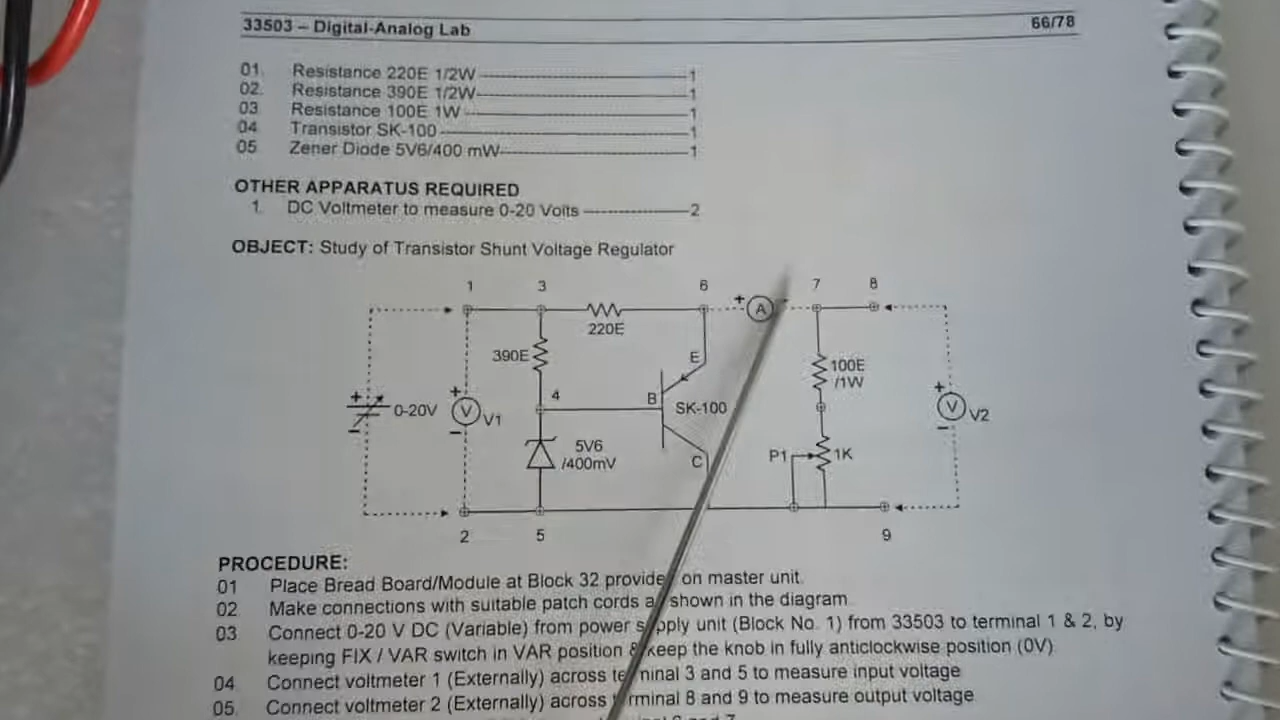 33503 – Digital-Analog Lab 66/78
01. Resistance 220E 1/2W 1
02. Resistance 390E 1/2W 1
03 Resistance 100E 1W 1
04 Transistor SK-100 1
05 Zener Diode 5V6/400 mW 1
OTHER APPARATUS REQUIRED
1. DC Voltmeter to measure 0-20 Volts 2
OBJECT: Study of Transistor Shunt Voltage Regulator
1 3 6 7 8
+ A
220E
390E E 100E
/1W
+ 0-20V + V V1 4 B SK-100 + V V2
- - -
5V6
/400mV C P1 1K
2 5 9
PROCEDURE:
01 Place Bread Board/Module at Block 32 provide on master unit.
02 Make connections with suitable patch cords a shown in the diagram
03 Connect 0-20 V DC (Variable) from power s pply unit (Block No. 1) from 33503 to terminal 1 & 2, by
keeping FIX / VAR switch in VAR position & keep the knob in fully anticlockwise position (0V)
04 Connect voltmeter 1 (Externally) across te minal 3 and 5 to measure input voltage
05. Connect voltmeter 2 (Externally) across rminal 8 and 9 to measure output voltage